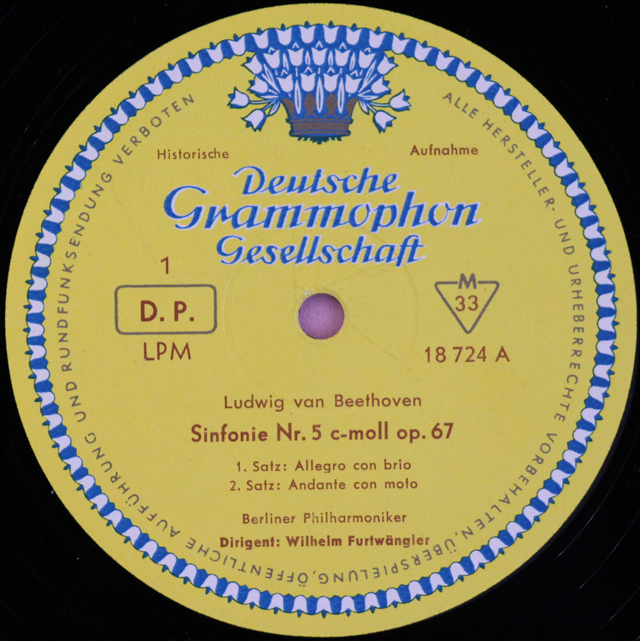 ALLE HERSTELLER- UND URHEBERRECHTE VORBEHALTEN, ÜBERSPIELUNG, ÖFFENTLICHE AUFFÜHRUNG UND RUNDFUNKSENDUNG VERBOTEN
Historische Aufnahme
Deutsche
Grammophon
Gesellschaft
1
D. P.
LPM
M
33
18 724 A
Ludwig van Beethoven
Sinfonie Nr. 5 c-moll op. 67
1. Satz: Allegro con brio
2. Satz: Andante con moto
Berliner Philharmoniker
Dirigent: Wilhelm Furtwängler